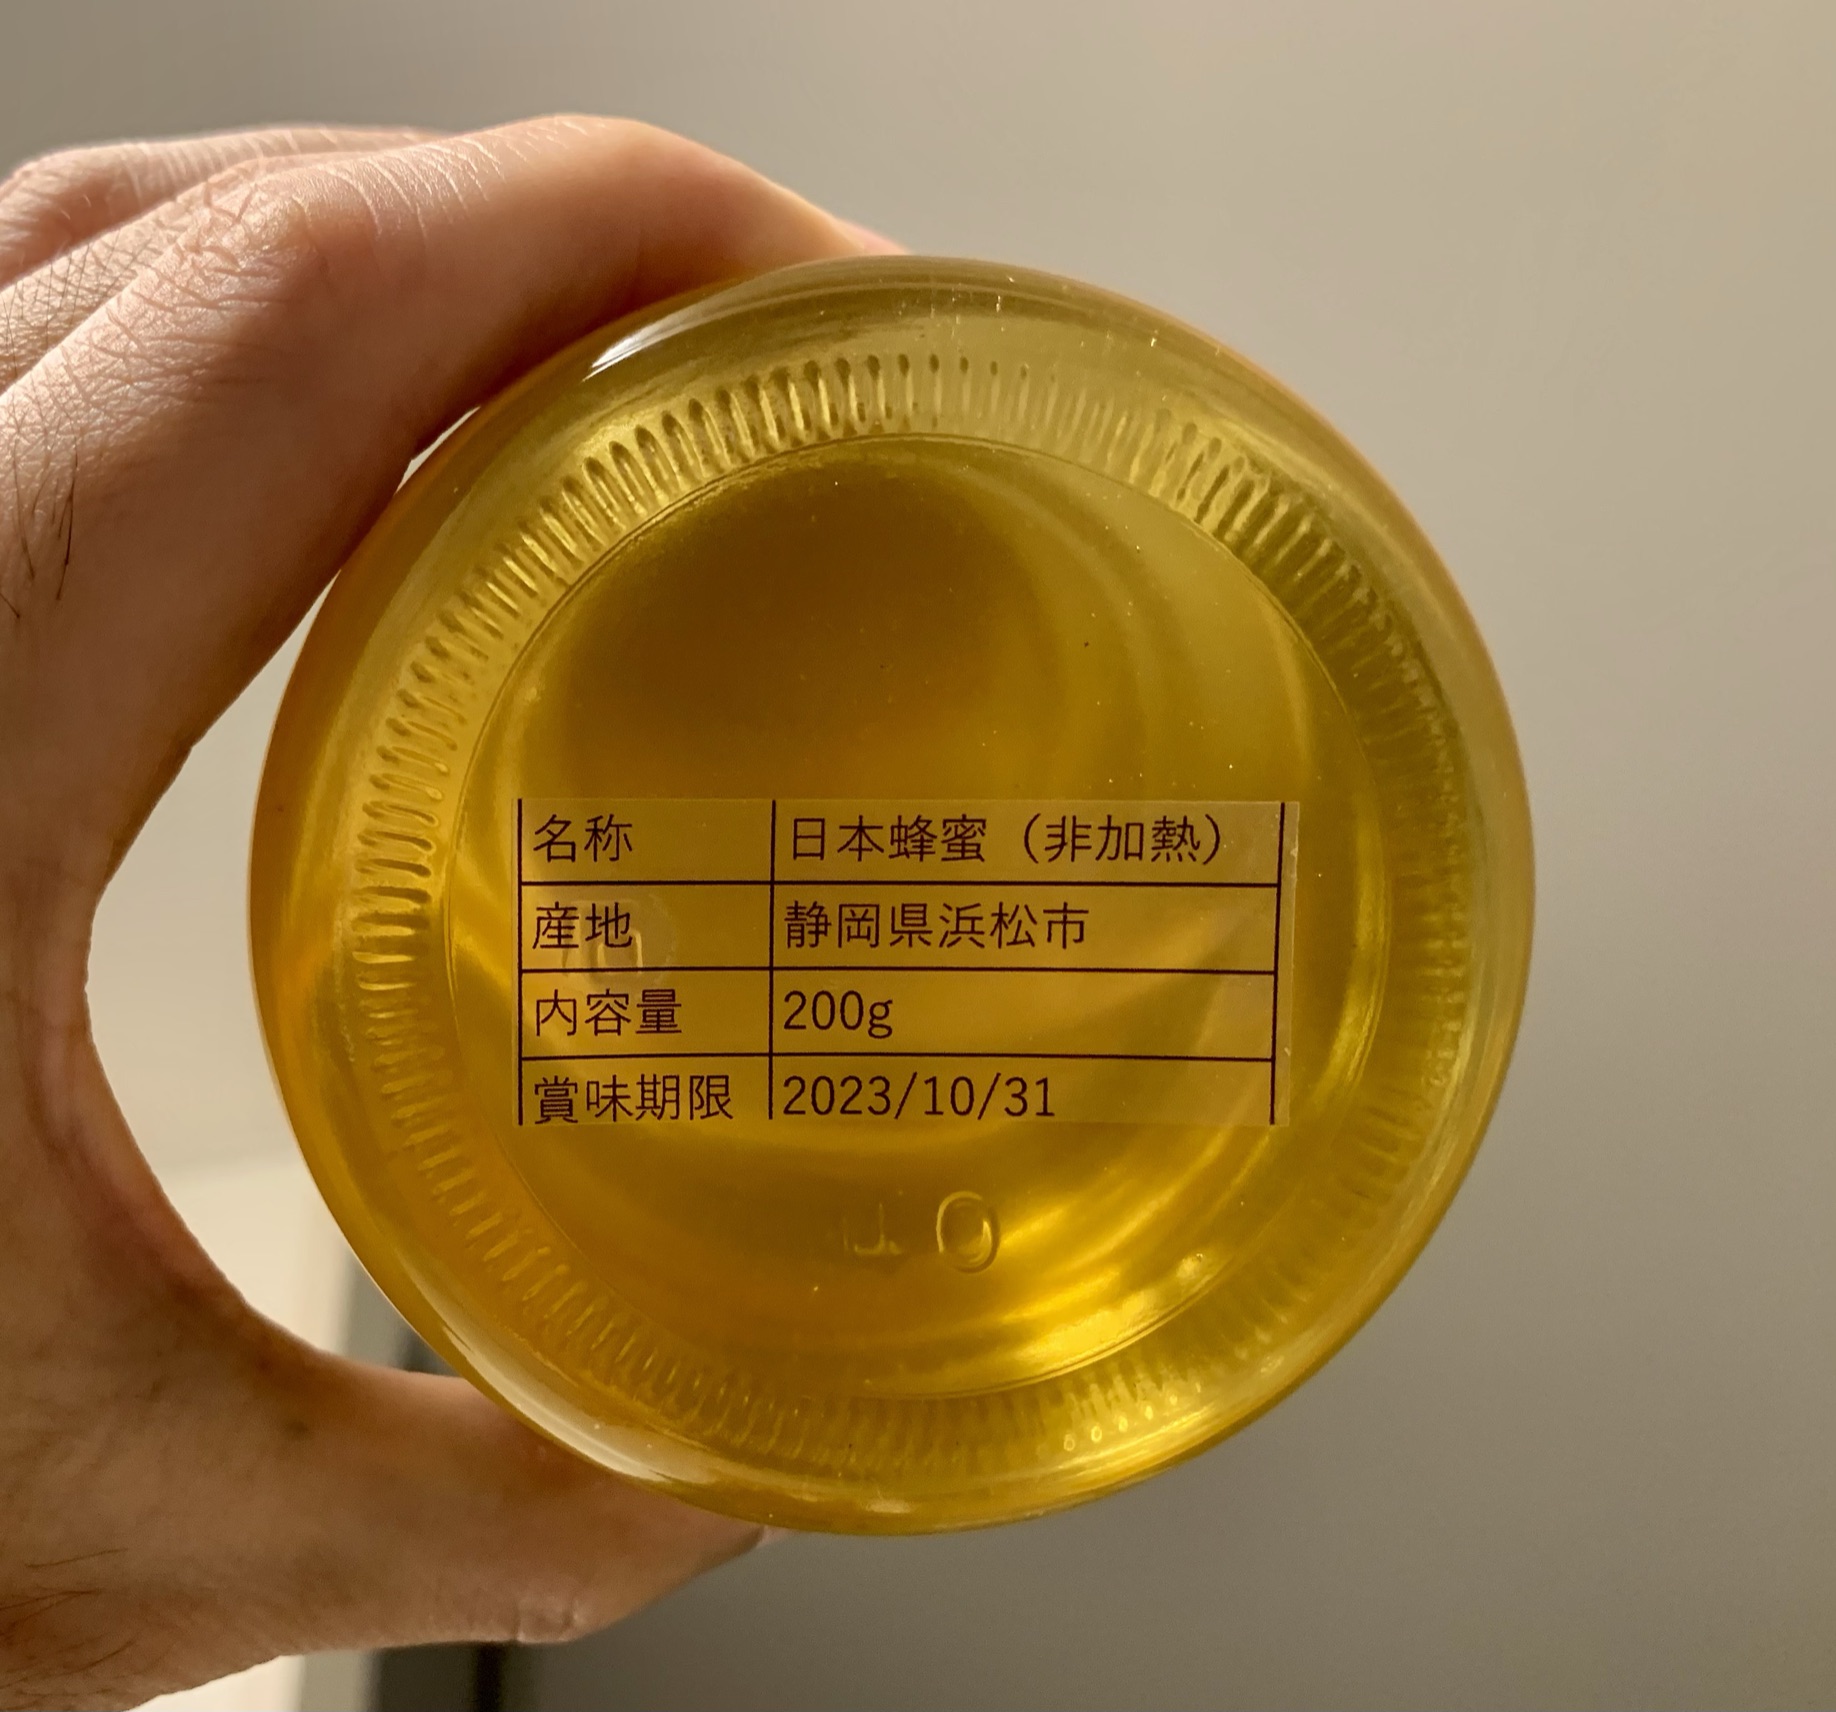 名称 日本蜂蜜（非加熱）
産地 静岡県浜松市
内容量 200g
賞味期限 2023/10/31